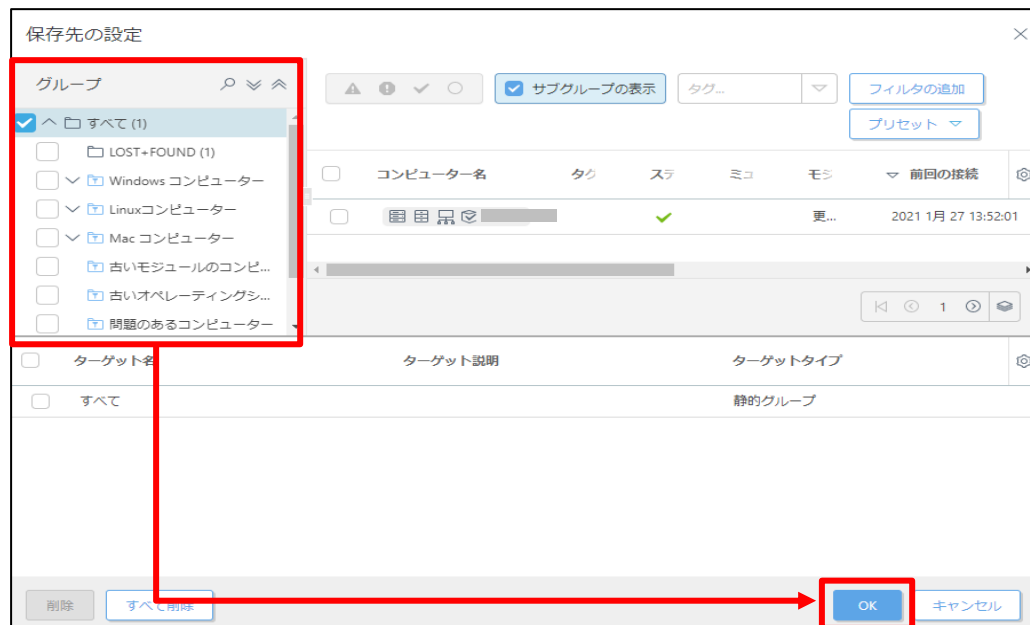 保存先の設定
グループ
すべて (1)
LOST+FOUND (1)
Windows コンピューター
Linuxコンピューター
Mac コンピューター
古いモジュールのコンピ...
古いオペレーティングシ...
問題のあるコンピューター
サブグループの表示
タグ...
フィルタの追加
プリセット
コンピューター名 タグ ステ ミュ モジ 前回の接続
更... 2021 1月 27 13:52:01
1
ターゲット名 ターゲット説明 ターゲットタイプ
すべて 静的グループ
削除 すべて削除 OK キャンセル